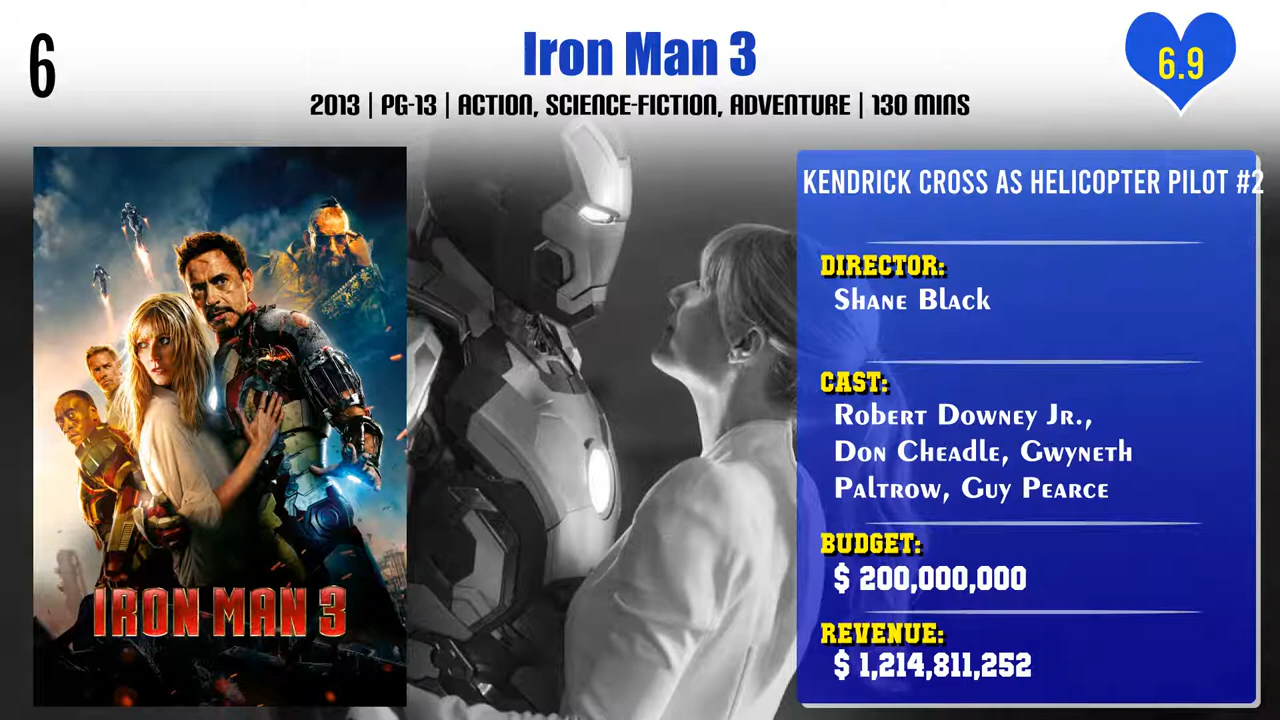 6
Iron Man 3
6.9
2013 | PG-13 | ACTION, SCIENCE-FICTION, ADVENTURE | 130 MINS
KENDRICK CROSS AS HELICOPTER PILOT #2
DIRECTOR:
Shane Black
CAST:
Robert Downey Jr.,
Don Cheadle, Gwyneth
Paltrow, Guy Pearce
BUDGET:
$ 200,000,000
REVENUE:
$ 1,214,811,252
IRON MAN 3